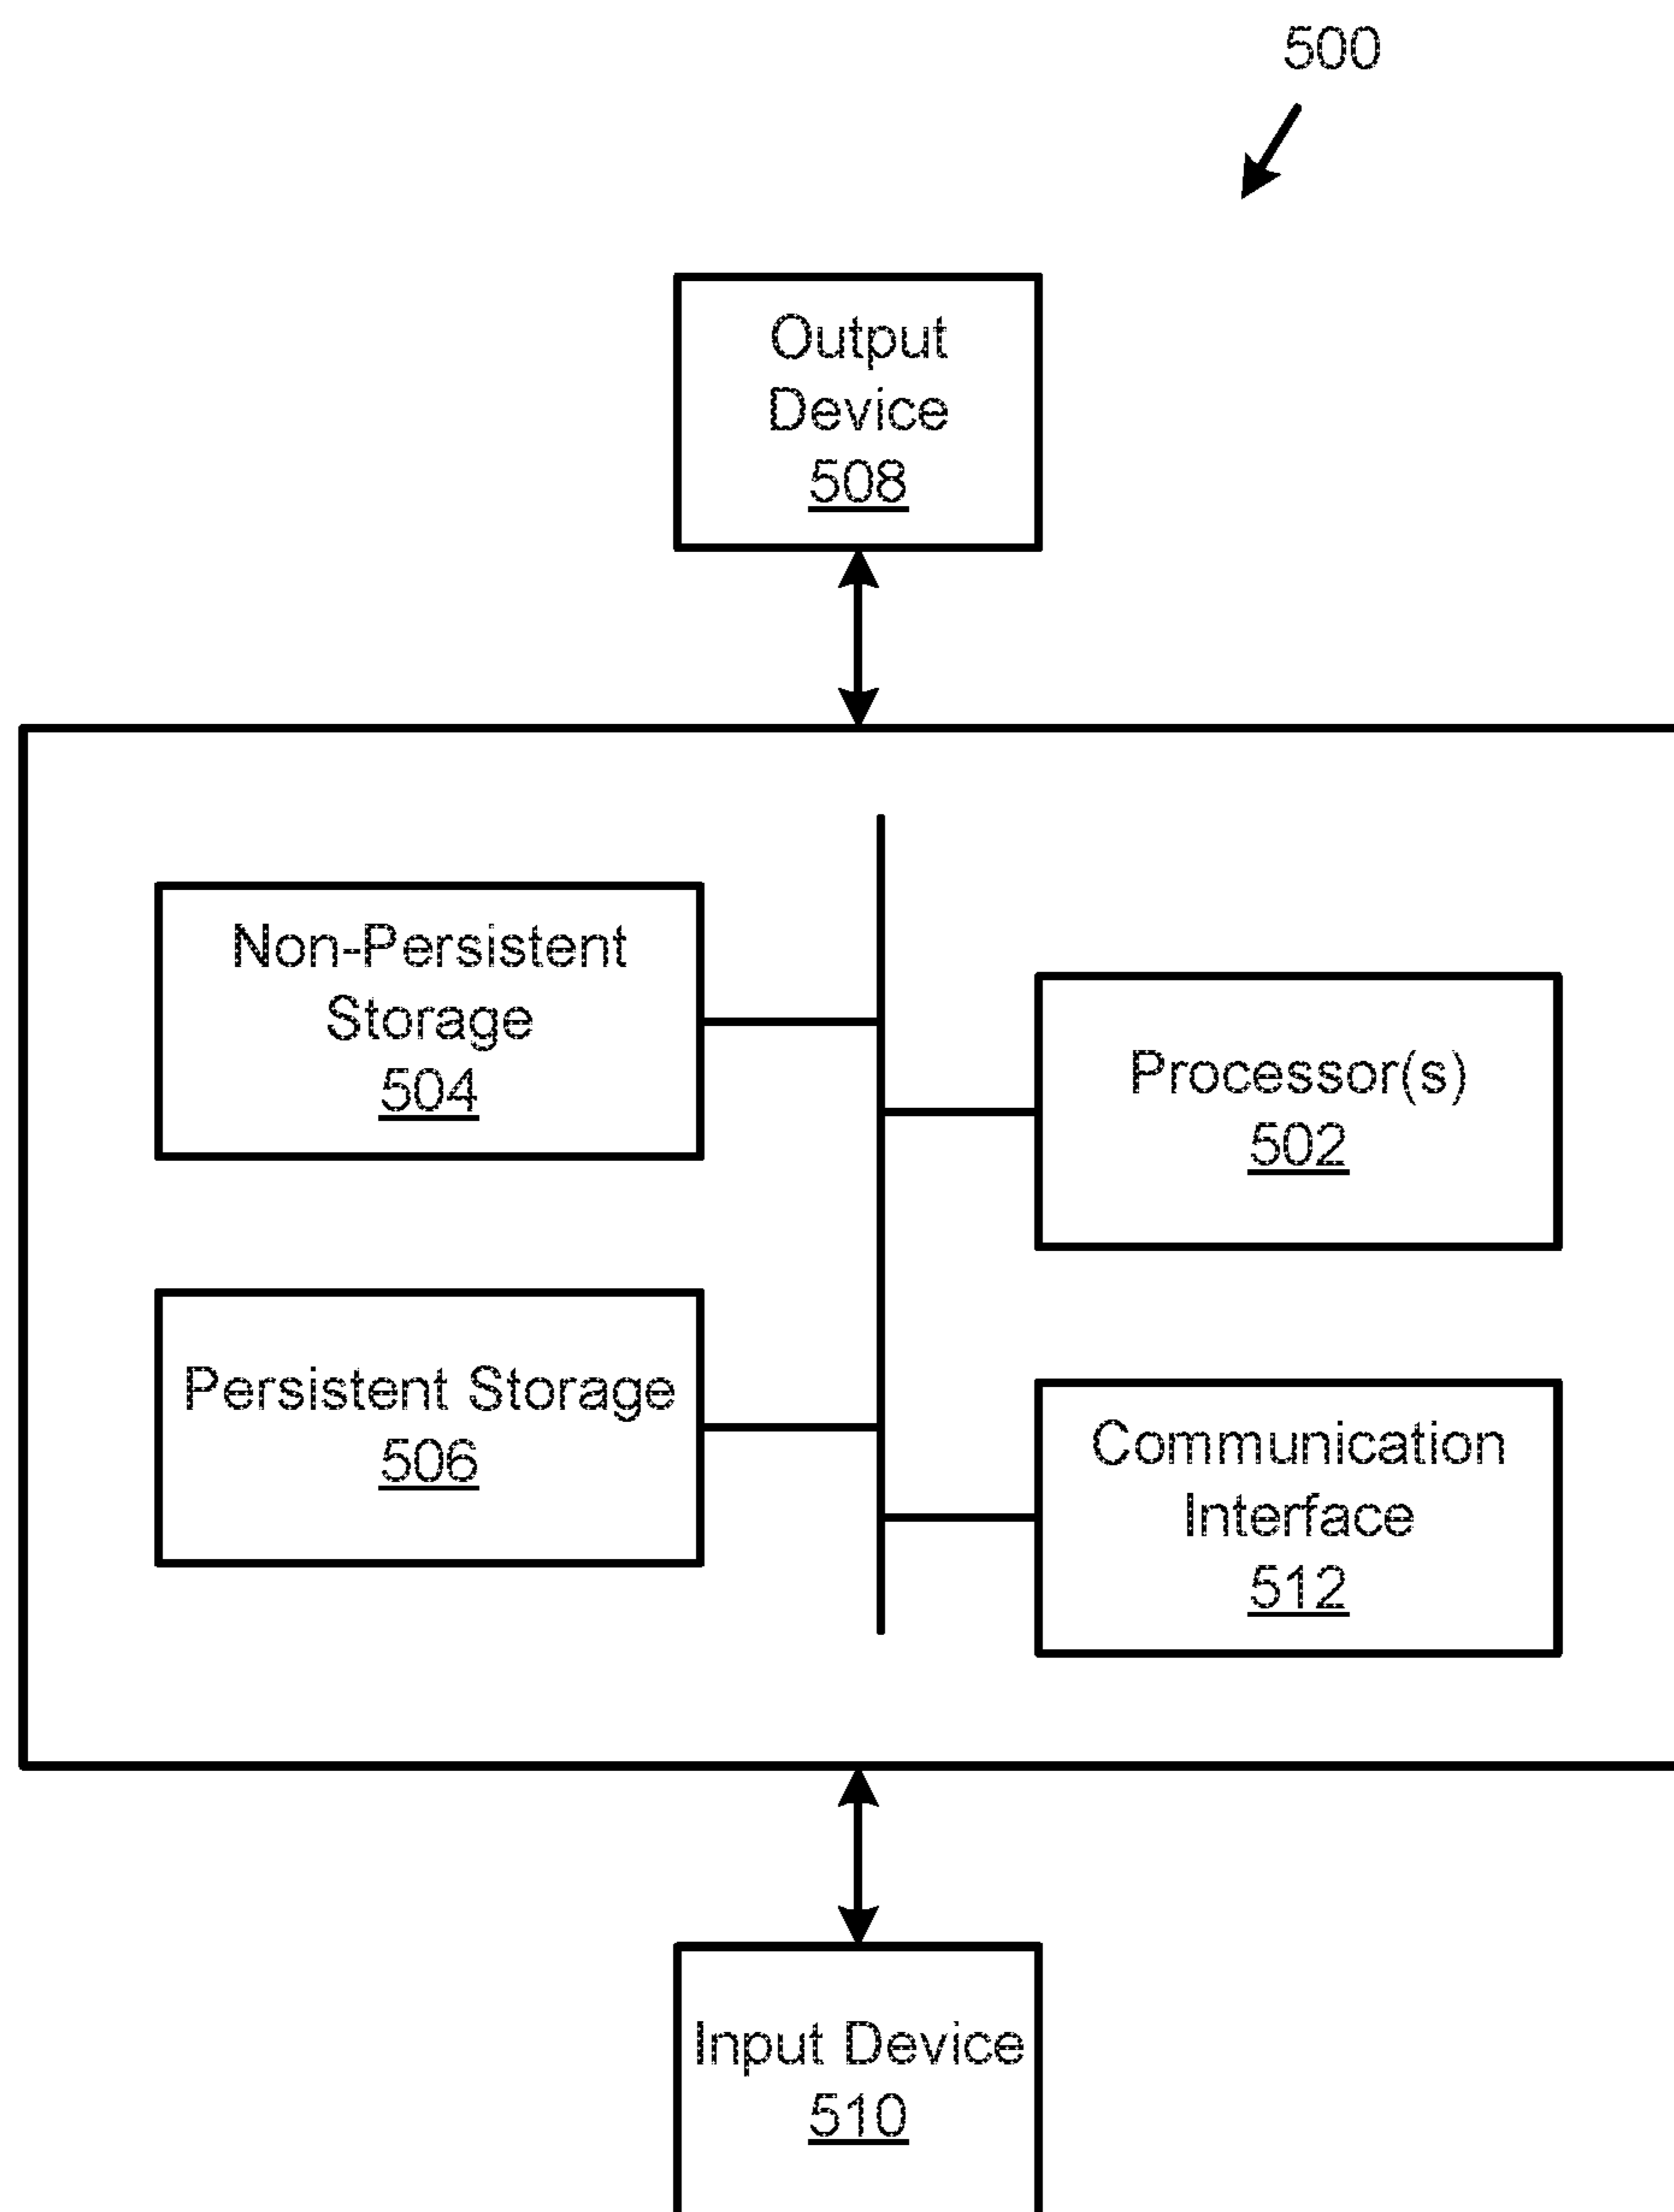 500
Output
Device
508
Non-Persistent
Storage
504
Processor(s)
502
Persistent Storage
506
Communication
Interface
512
Input Device
510